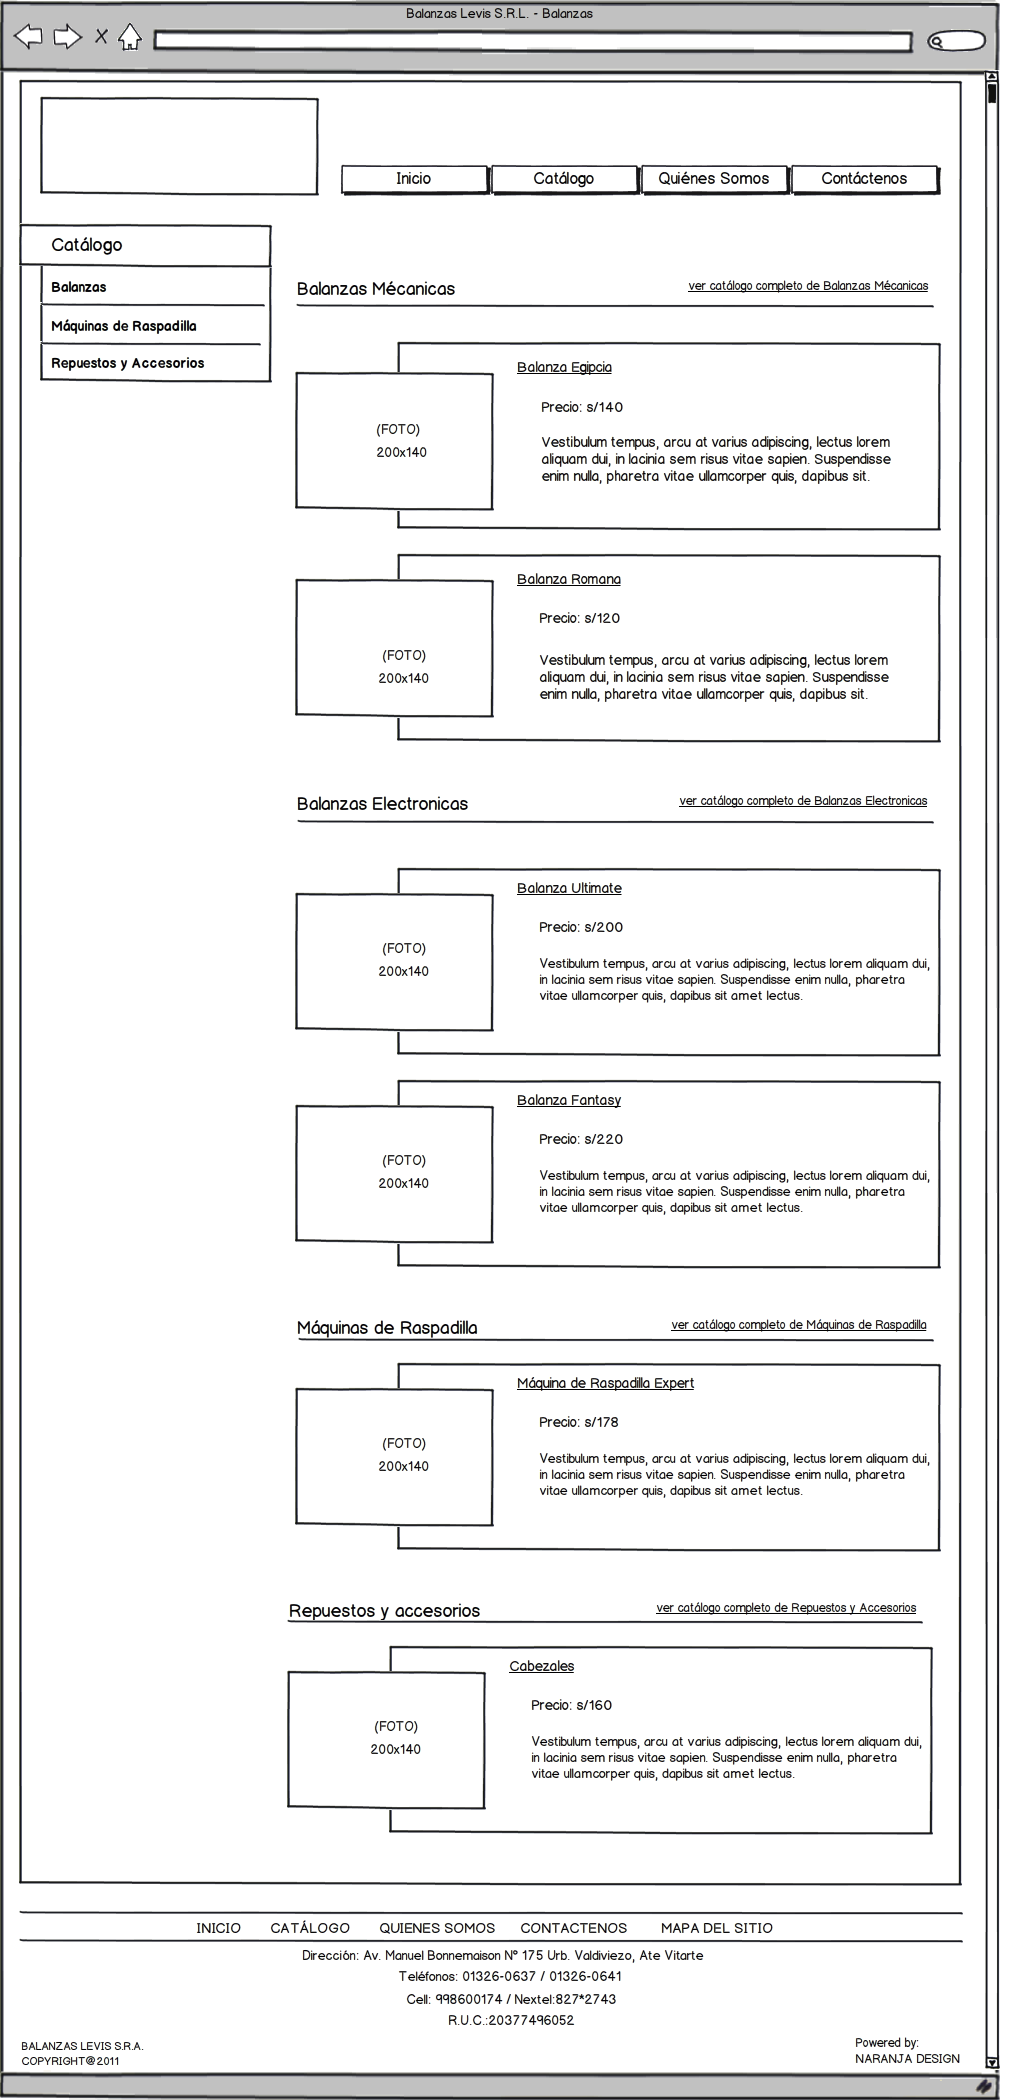 Balanzas Levis S.R.L. - Balanzas
Inicio
Catálogo
Quiénes Somos
Contáctenos
Catálogo
Balanzas
Máquinas de Raspadilla
Repuestos y Accesorios
Balanzas Mécanicas
ver catálogo completo de Balanzas Mécanicas
(FOTO)
200x140
Balanza Egipcia
Precio: s/140
Vestibulum tempus, arcu at varius adipiscing, lectus lorem
aliquam dui, in lacinia sem risus vitae sapien. Suspendisse
enim nulla, pharetra vitae ullamcorper quis, dapibus sit.
(FOTO)
200x140
Balanza Romana
Precio: s/120
Vestibulum tempus, arcu at varius adipiscing, lectus lorem
aliquam dui, in lacinia sem risus vitae sapien. Suspendisse
enim nulla, pharetra vitae ullamcorper quis, dapibus sit.
Balanzas Electronicas
ver catálogo completo de Balanzas Electronicas
(FOTO)
200x140
Balanza Ultimate
Precio: s/200
Vestibulum tempus, arcu at varius adipiscing, lectus lorem aliquam dui,
in lacinia sem risus vitae sapien. Suspendisse enim nulla, pharetra
vitae ullamcorper quis, dapibus sit amet lectus.
(FOTO)
200x140
Balanza Fantasy
Precio: s/220
Vestibulum tempus, arcu at varius adipiscing, lectus lorem aliquam dui,
in lacinia sem risus vitae sapien. Suspendisse enim nulla, pharetra
vitae ullamcorper quis, dapibus sit amet lectus.
Máquinas de Raspadilla
ver catálogo completo de Máquinas de Raspadilla
(FOTO)
200x140
Máquina de Raspadilla Expert
Precio: s/178
Vestibulum tempus, arcu at varius adipiscing, lectus lorem aliquam dui,
in lacinia sem risus vitae sapien. Suspendisse enim nulla, pharetra
vitae ullamcorper quis, dapibus sit amet lectus.
Repuestos y accesorios
ver catálogo completo de Repuestos y Accesorios
(FOTO)
200x140
Cabezales
Precio: s/160
Vestibulum tempus, arcu at varius adipiscing, lectus lorem aliquam dui,
in lacinia sem risus vitae sapien. Suspendisse enim nulla, pharetra
vitae ullamcorper quis, dapibus sit amet lectus.
INICIO CATÁLOGO QUIENES SOMOS CONTACTENOS MAPA DEL SITIO
Dirección: Av. Manuel Bonnemaison N° 175 Urb. Valdiviezo, Ate Vitarte
Teléfonos: 01326-0637 / 01326-0641
Cell: 998600174 / Nextel:827*2743
R.U.C.:20377496052
BALANZAS LEVIS S.R.A.
COPYRIGHT@2011
Powered by:
NARANJA DESIGN